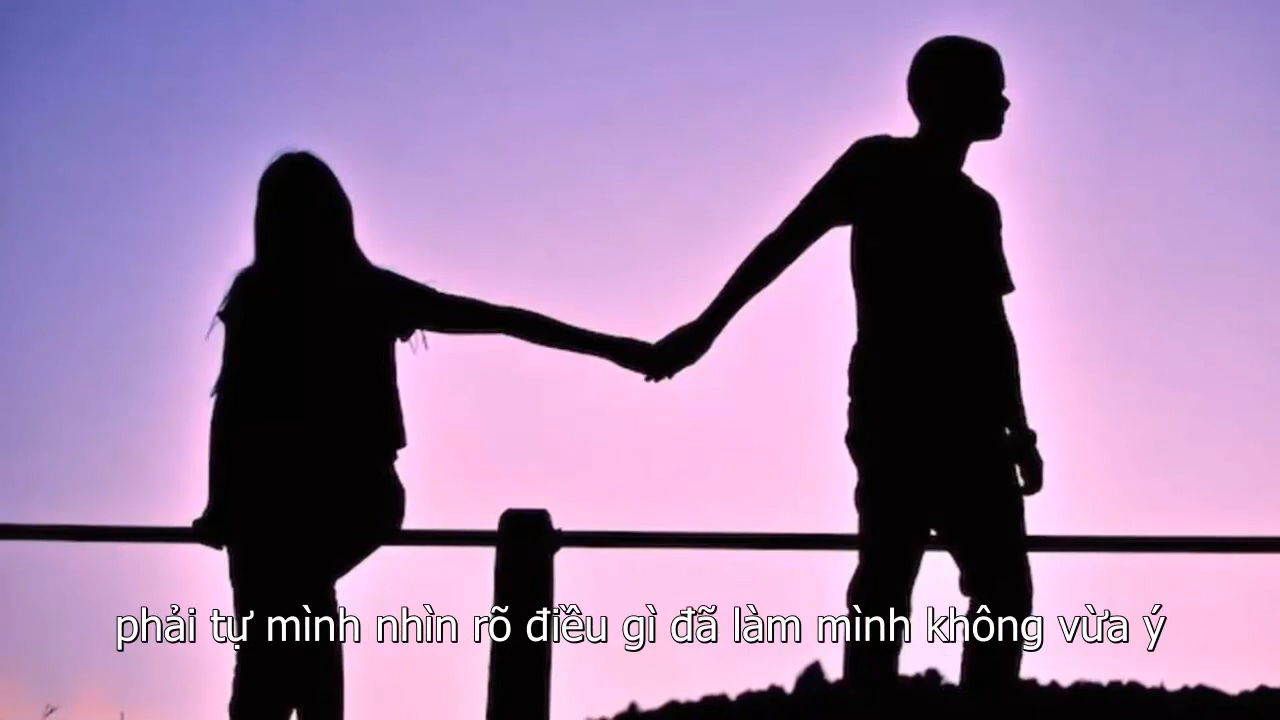 phải tự mình nhìn rõ điều gì đã làm mình không vừa ý